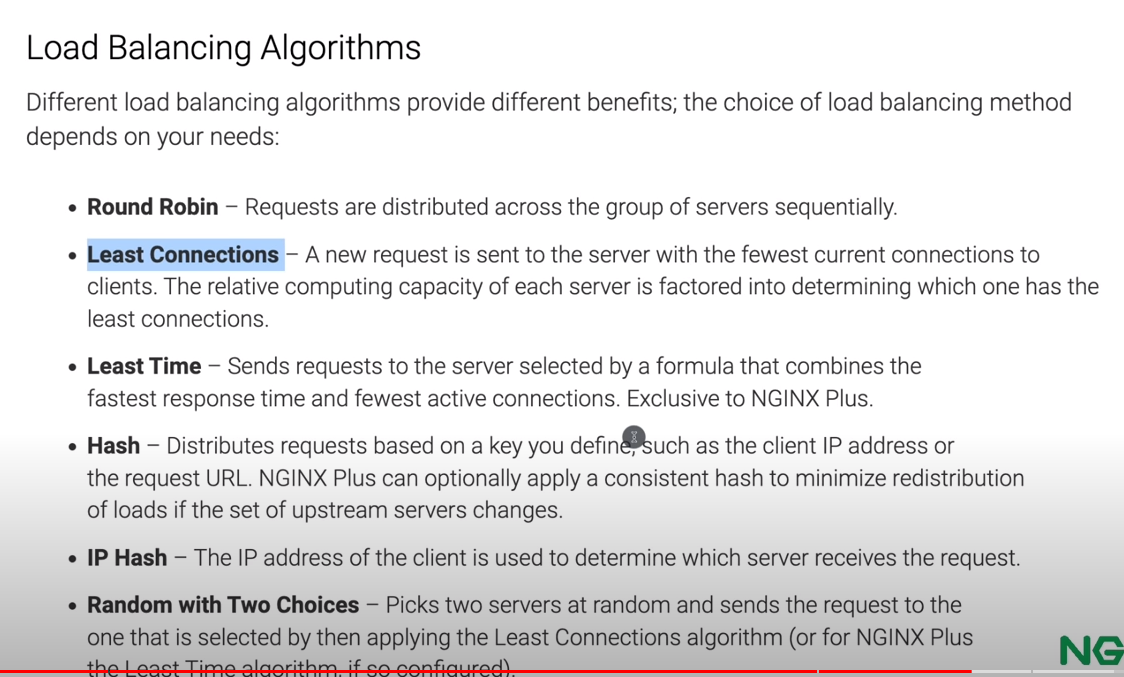 Load Balancing Algorithms
Different load balancing algorithms provide different benefits; the choice of load balancing method
depends on your needs:
• Round Robin – Requests are distributed across the group of servers sequentially.
• Least Connections – A new request is sent to the server with the fewest current connections to
clients. The relative computing capacity of each server is factored into determining which one has the
least connections.
• Least Time – Sends requests to the server selected by a formula that combines the
fastest response time and fewest active connections. Exclusive to NGINX Plus.
• Hash – Distributes requests based on a key you define, such as the client IP address or
the request URL. NGINX Plus can optionally apply a consistent hash to minimize redistribution
of loads if the set of upstream servers changes.
• IP Hash – The IP address of the client is used to determine which server receives the request.
• Random with Two Choices – Picks two servers at random and sends the request to the
one that is selected by then applying the Least Connections algorithm (or for NGINX Plus
the Least Time algorithm, if so configured).
NG